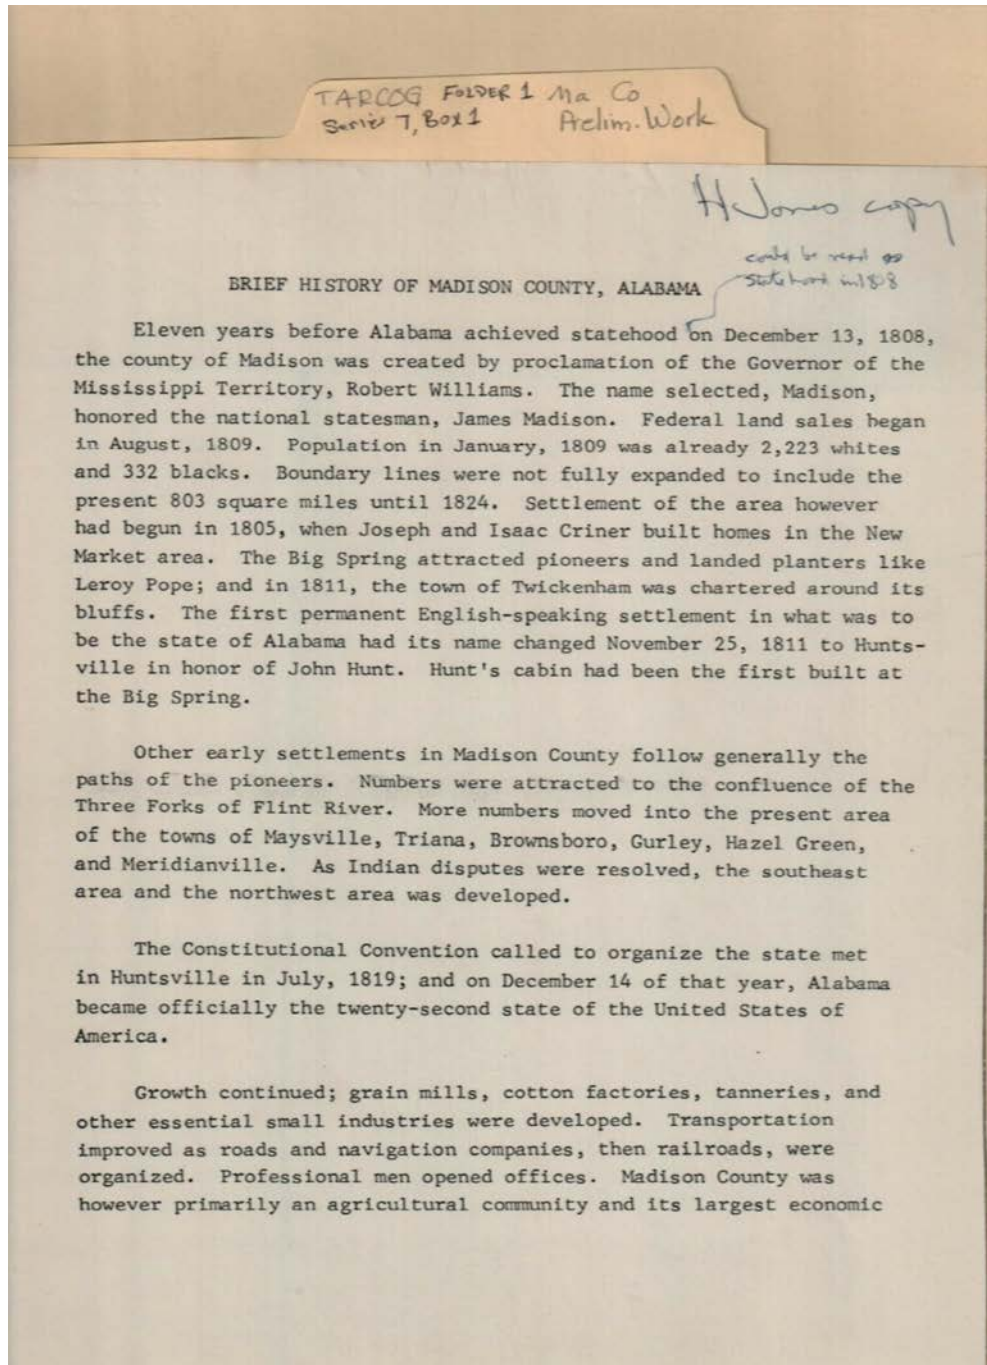 TARCOG FOLDER 1 Ma Co
Series 7, Box 1 Prelim. Work
H Jones copy
could be read as
statehood in 1808
BRIEF HISTORY OF MADISON COUNTY, ALABAMA
Eleven years before Alabama achieved statehood on December 13, 1808,
the county of Madison was created by proclamation of the Governor of the
Mississippi Territory, Robert Williams. The name selected, Madison,
honored the national statesman, James Madison. Federal land sales began
in August, 1809. Population in January, 1809 was already 2,223 whites
and 332 blacks. Boundary lines were not fully expanded to include the
present 803 square miles until 1824. Settlement of the area however
had begun in 1805, when Joseph and Isaac Criner built homes in the New
Market area. The Big Spring attracted pioneers and landed planters like
Leroy Pope; and in 1811, the town of Twickenham was chartered around its
bluffs. The first permanent English-speaking settlement in what was to
be the state of Alabama had its name changed November 25, 1811 to Hunts-
ville in honor of John Hunt. Hunt's cabin had been the first built at
the Big Spring.
Other early settlements in Madison County follow generally the
paths of the pioneers. Numbers were attracted to the confluence of the
Three Forks of Flint River. More numbers moved into the present area
of the towns of Maysville, Triana, Brownsboro, Gurley, Hazel Green,
and Meridianville. As Indian disputes were resolved, the southeast
area and the northwest area was developed.
The Constitutional Convention called to organize the state met
in Huntsville in July, 1819; and on December 14 of that year, Alabama
became officially the twenty-second state of the United States of
America.
Growth continued; grain mills, cotton factories, tanneries, and
other essential small industries were developed. Transportation
improved as roads and navigation companies, then railroads, were
organized. Professional men opened offices. Madison County was
however primarily an agricultural community and its largest economic